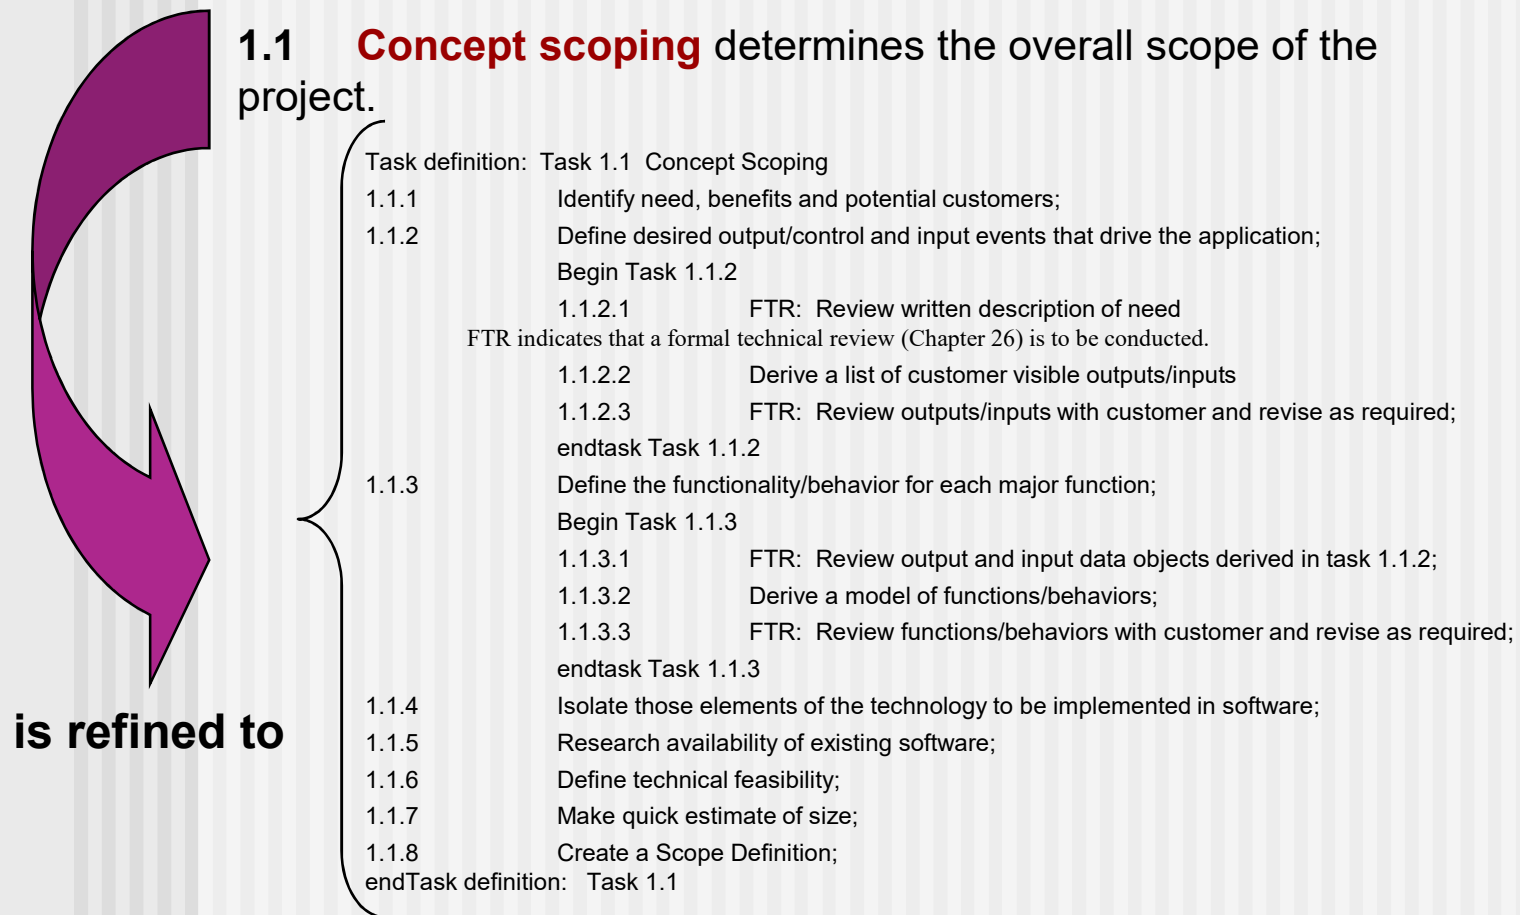 1.1 Concept scoping determines the overall scope of the
project.
Task definition: Task 1.1 Concept Scoping
1.1.1 Identify need, benefits and potential customers;
1.1.2 Define desired output/control and input events that drive the application;
Begin Task 1.1.2
1.1.2.1 FTR: Review written description of need
FTR indicates that a formal technical review (Chapter 26) is to be conducted.
1.1.2.2 Derive a list of customer visible outputs/inputs
1.1.2.3 FTR: Review outputs/inputs with customer and revise as required;
endtask Task 1.1.2
1.1.3 Define the functionality/behavior for each major function;
Begin Task 1.1.3
1.1.3.1 FTR: Review output and input data objects derived in task 1.1.2;
1.1.3.2 Derive a model of functions/behaviors;
1.1.3.3 FTR: Review functions/behaviors with customer and revise as required;
endtask Task 1.1.3
1.1.4 Isolate those elements of the technology to be implemented in software;
1.1.5 Research availability of existing software;
1.1.6 Define technical feasibility;
1.1.7 Make quick estimate of size;
1.1.8 Create a Scope Definition;
endTask definition: Task 1.1
is refined to